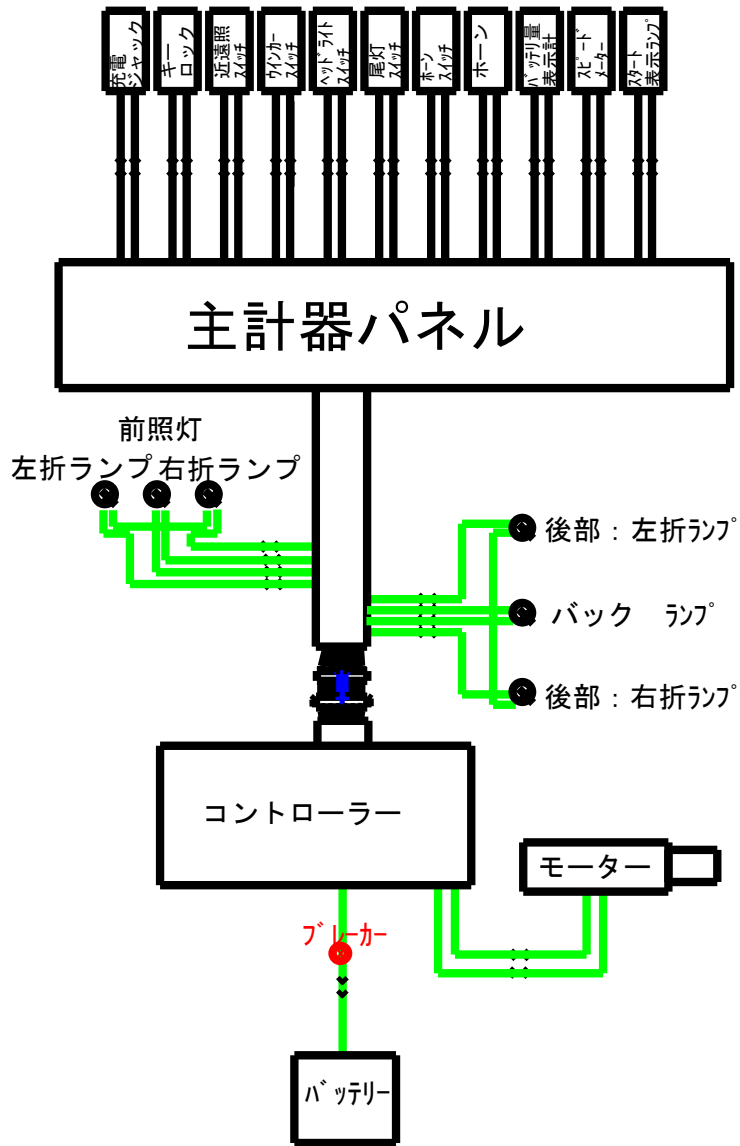 充電
ジャック
キー
ロック
近遠照
スイッチ
ウインカー
スイッチ
ヘッドライト
スイッチ
尾灯
スイッチ
ホーン
スイッチ
ホーン
バッテリ量
表示計
スピードメーター
スタート
表示ランプ
主計器パネル
前照灯
左折ランプ 右折ランプ
後部：左折ランプ
バック ランプ
後部：右折ランプ
コントローラー
モーター
ブレーカー
バッテリー